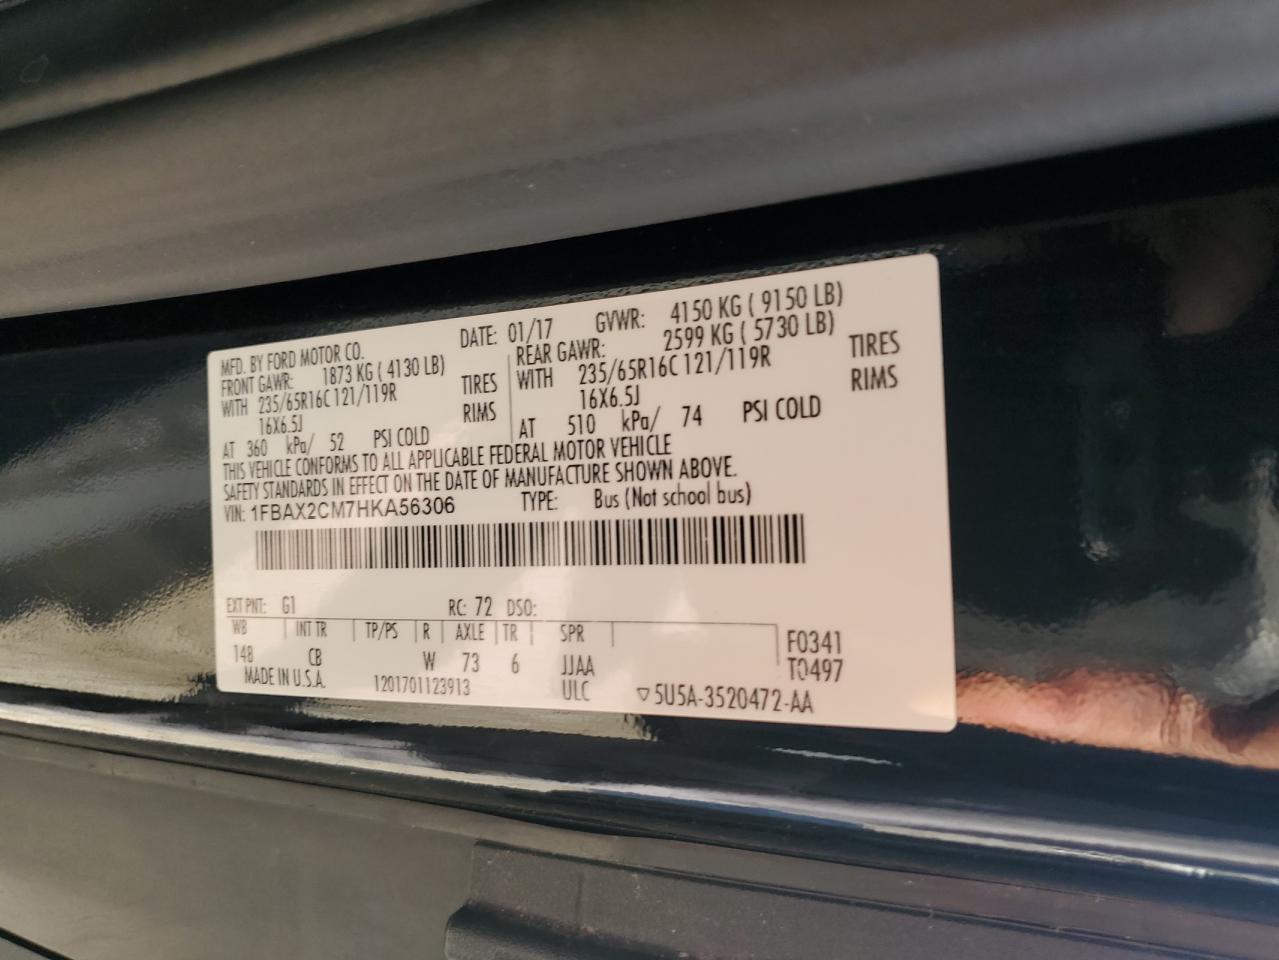 MFD. BY FORD MOTOR CO. DATE: 01/17 GVWR: 4150 KG ( 9150 LB)
FRONT GAWR: 1873 KG ( 4130 LB) REAR GAWR: 2599 KG ( 5730 LB)
WITH 235/65R16C 121/119R TIRES WITH 235/65R16C 121/119R TIRES
16X6.5J RIMS 16X6.5J RIMS
AT 360 kPa/ 52 PSI COLD AT 510 kPa/ 74 PSI COLD
THIS VEHICLE CONFORMS TO ALL APPLICABLE FEDERAL MOTOR VEHICLE
SAFETY STANDARDS IN EFFECT ON THE DATE OF MANUFACTURE SHOWN ABOVE.
VIN: 1FBAX2CM7HKA56306 TYPE: Bus (Not school bus)
EXT PNT: G1 RC: 72 DSO:
WB INT TR TP/PS R AXLE TR SPR F0341
148 CB W 73 6 JJAA T0497
MADE IN U.S.A. 1201701123913 ULC ▽5U5A-3520472-AA